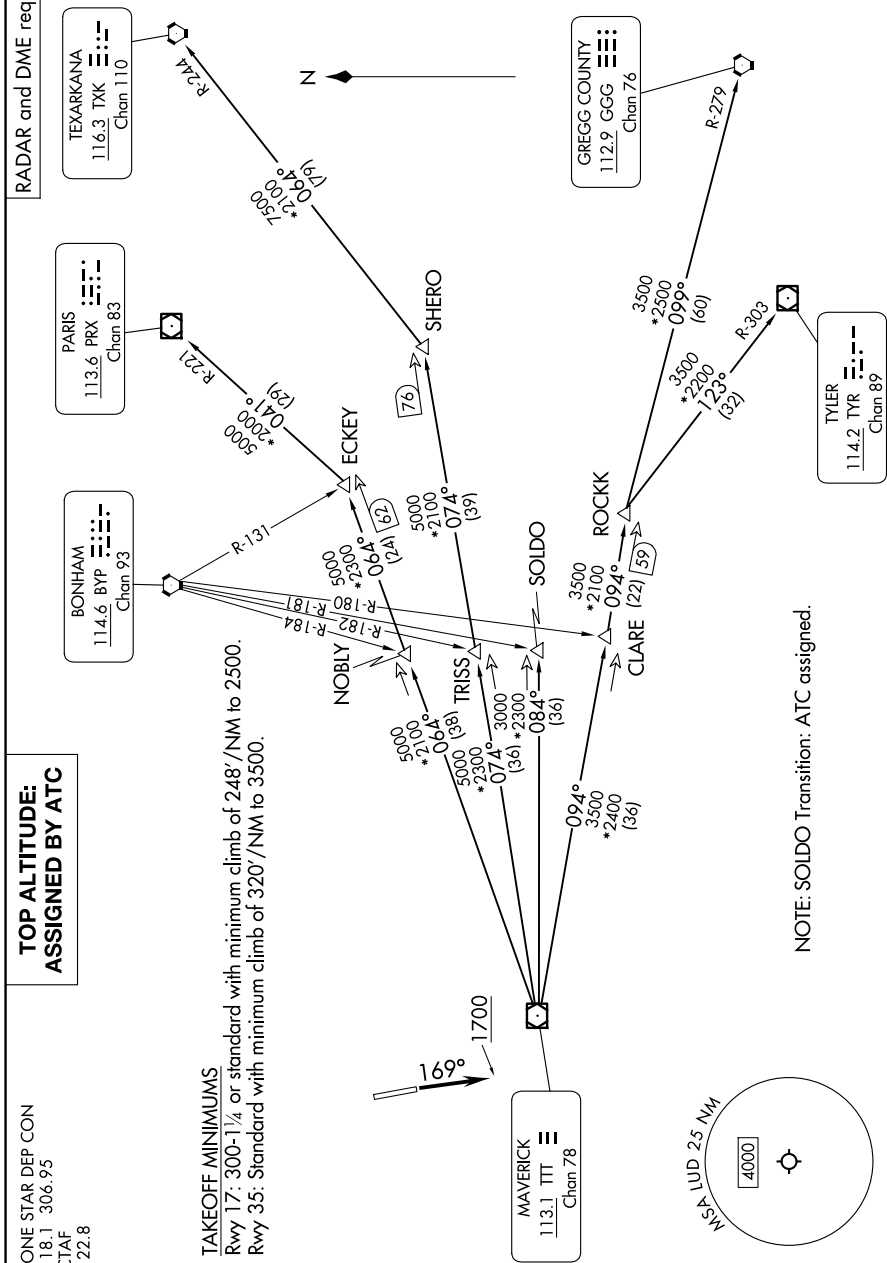 RADAR and DME req
TOP ALTITUDE:
ASSIGNED BY ATC
ONE STAR DEP CON
18.1 306.95
CTAF
22.8
TAKEOFF MINIMUMS
Rwy 17: 300-1¼ or standard with minimum climb of 248'/NM to 2500.
Rwy 35: Standard with minimum climb of 320'/NM to 3500.
BONHAM
114.6 BYP
Chan 93
PARIS
113.6 PRX
Chan 83
TEXARKANA
116.3 TXK
Chan 110
R-244
N
R-221
5000
*2000
041°
(29)
7500
*2100
064°
(79)
R-131
R-184
R-182
R-181
R-180
ECKEY
62
5000
*2300
064°
(24)
NOBLY
SHERO
76
5000
*2100
074°
(39)
TRISS
SOLDO
5000
*2100
064°
(38)
5000
*2300
074°
(36)
3000
*2300
084°
(36)
094°
3500
*2400
(36)
CLARE
3500
*2100
094°
(22)
59
ROCKK
3500
*2500
099°
(60)
R-279
GREGG COUNTY
112.9 GGG
Chan 76
3500
*2200
123°
(32)
R-303
TYLER
114.2 TYR
Chan 89
169°
1700
MAVERICK
113.1 TTT
Chan 78
MSA LUD 25 NM
4000
NOTE: SOLDO Transition: ATC assigned.